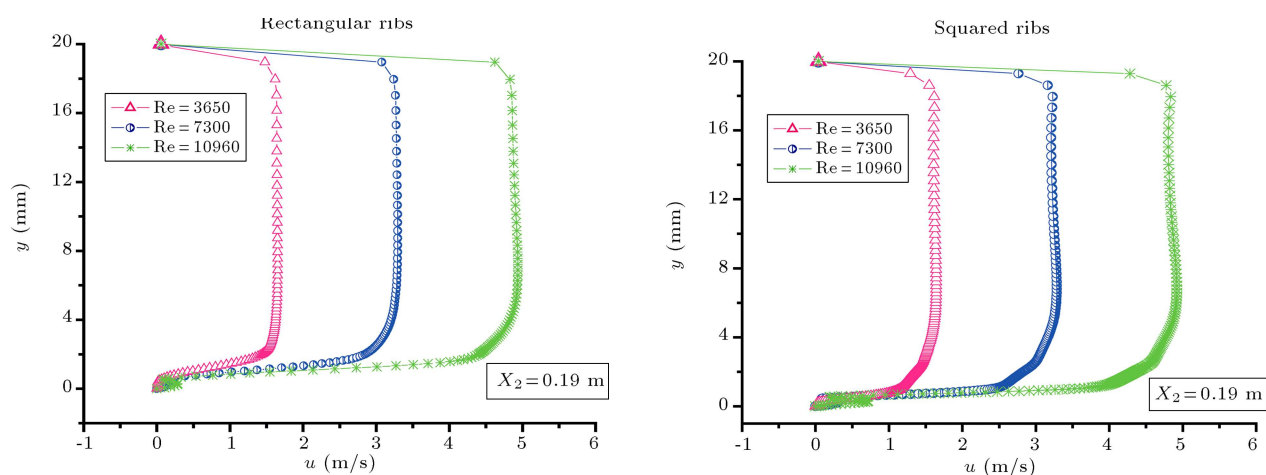 Rectangular ribs
20
16
12
8
4
0
y (mm)
Re = 3650
Re = 7300
Re = 10960
X2 = 0.19 m
-1 0 1 2 3 4 5 6
u (m/s)
Squared ribs
20
16
12
8
4
0
y (mm)
Re = 3650
Re = 7300
Re = 10960
X2 = 0.19 m
-1 0 1 2 3 4 5 6
u (m/s)